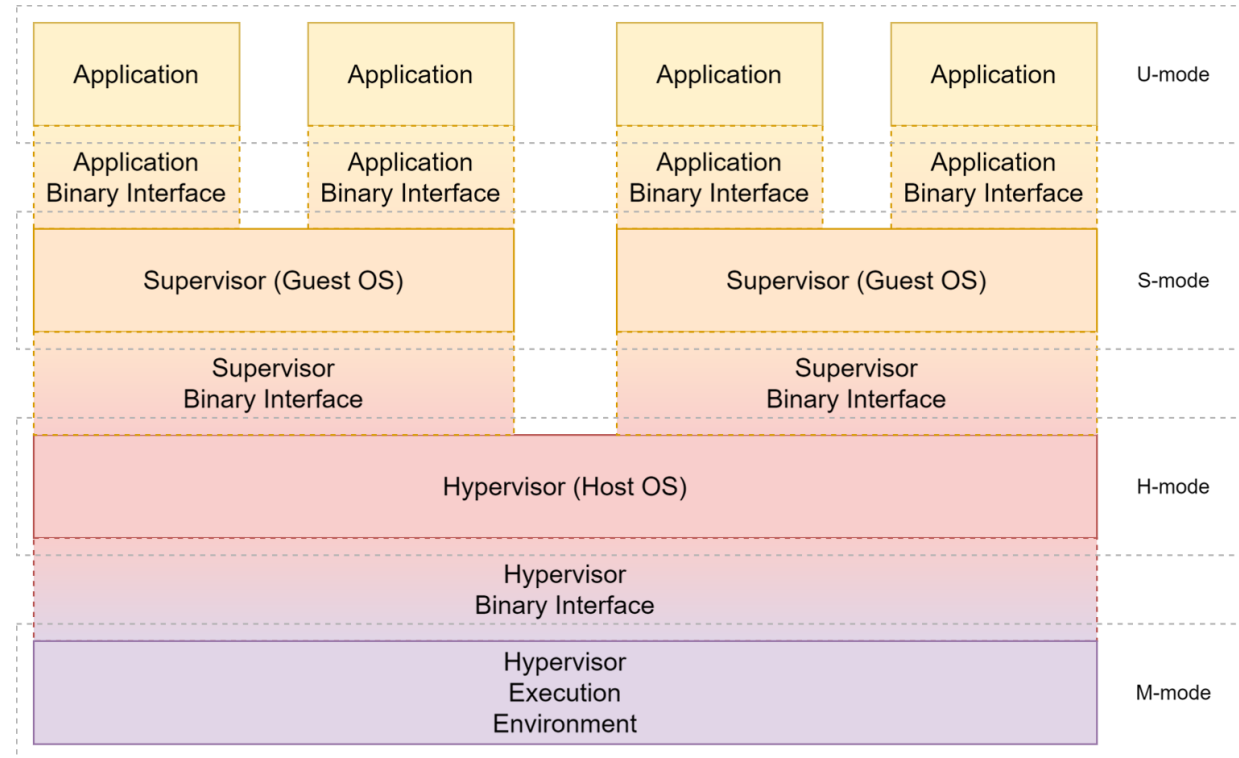 Application
Application
Application
Application
U-mode
Application
Binary Interface
Application
Binary Interface
Application
Binary Interface
Application
Binary Interface
Supervisor (Guest OS)
Supervisor (Guest OS)
S-mode
Supervisor
Binary Interface
Supervisor
Binary Interface
Hypervisor (Host OS)
H-mode
Hypervisor
Binary Interface
Hypervisor
Execution
Environment
M-mode